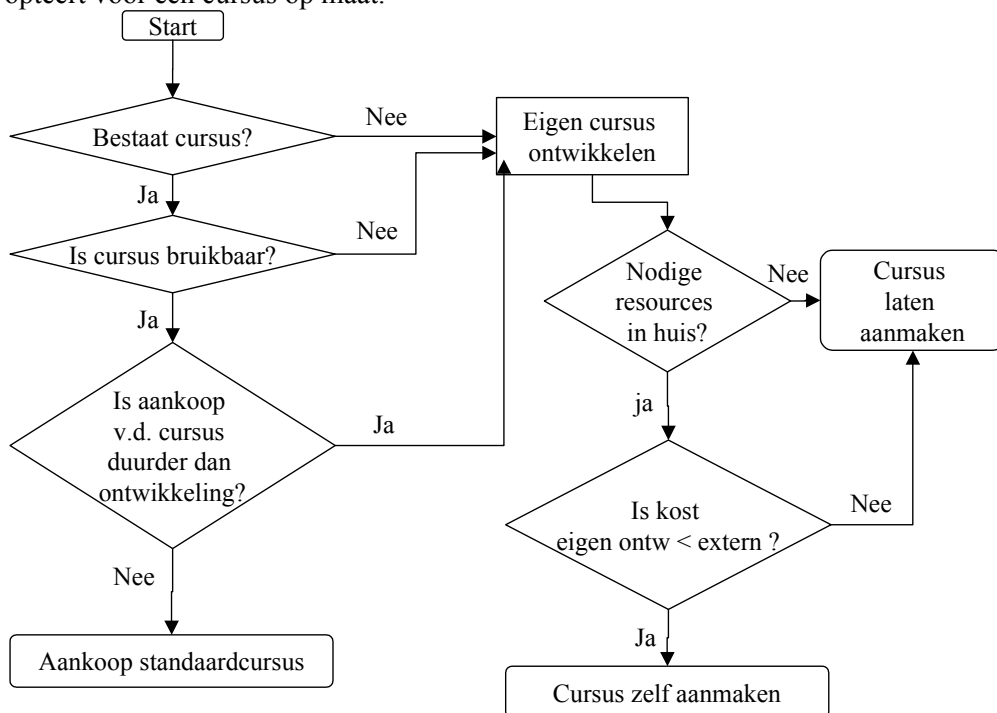 opteert voor een cursus op maat.
Start
Bestaat cursus?
Nee
Ja
Is cursus bruikbaar?
Nee
Ja
Is aankoop
v.d. cursus
duurder dan
ontwikkeling?
Ja
Nee
Aankoop standaardcursus
Eigen cursus
ontwikkelen
Nodige
resources
in huis?
Nee
Cursus
laten
aanmaken
ja
Is kost
eigen ontw < extern ?
Nee
Ja
Cursus zelf aanmaken